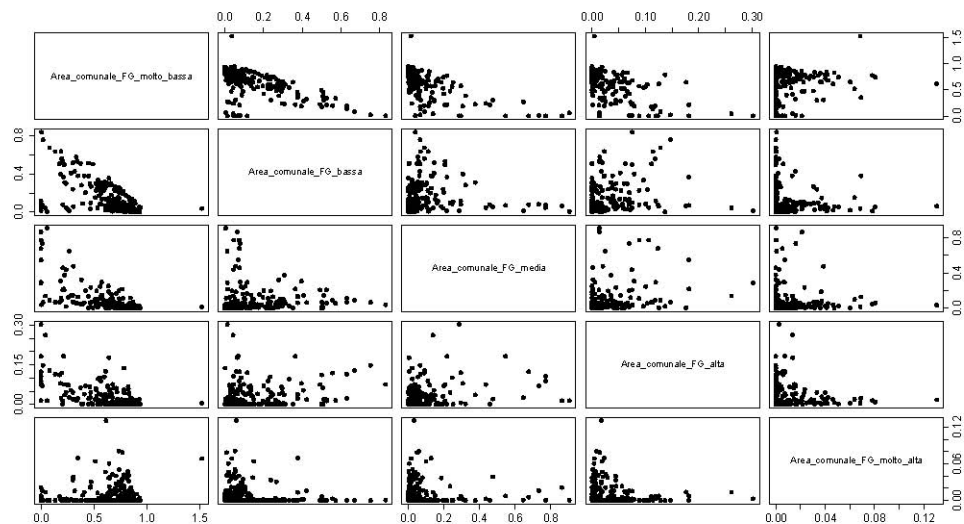 0.0 0.2 0.4 0.6 0.8
0.00 0.10 0.20 0.30
Area_comunale_FG_molto_bassa
0.0 0.5 1.0 1.5
0.0 0.4 0.8
Area_comunale_FG_bassa
Area_comunale_FG_media
0.0 0.4 0.8
0.00 0.15 0.30
Area_comunale_FG_alta
Area_comunale_FG_molto_alta
0.00 0.06 0.12
0.0 0.5 1.0 1.5
0.0 0.2 0.4 0.6 0.8
0.00 0.04 0.08 0.12